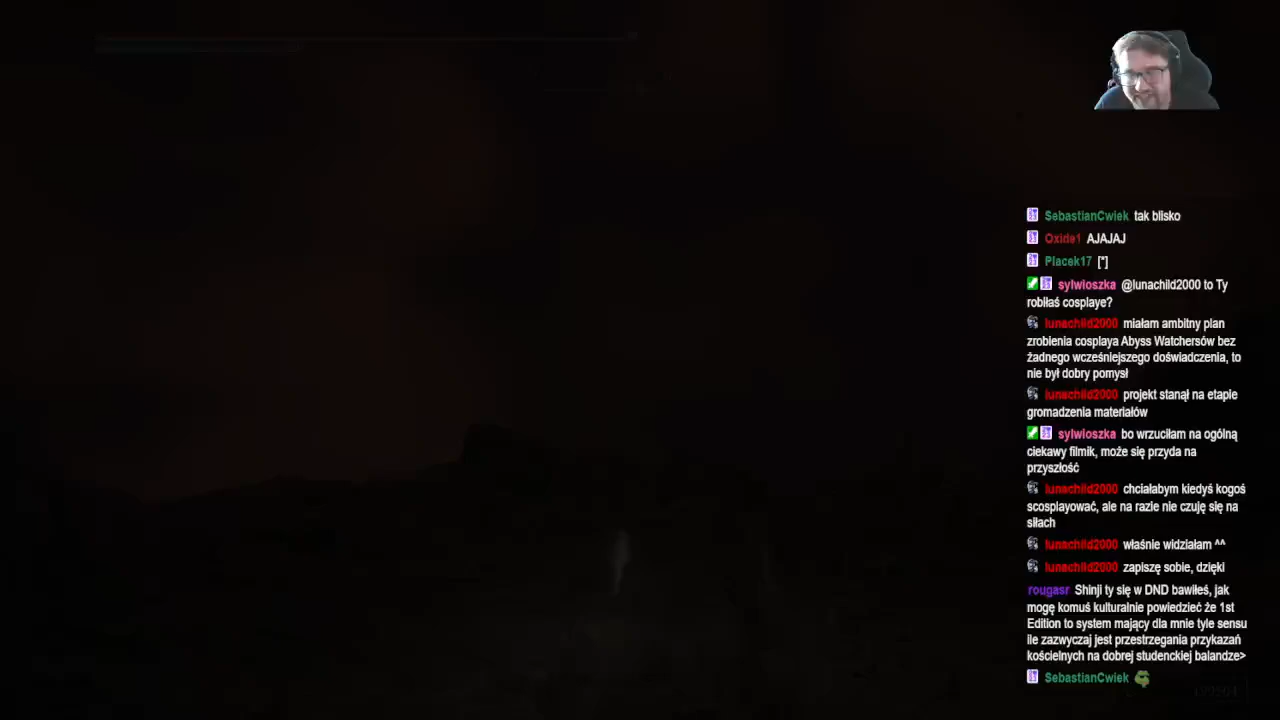 SebastianCwiek tak blisko
Oxide1 AJAJAJ
Placek17 [*]
sylwioszka @lunachild2000 to Ty
robiłaś cosplaye?
lunachild2000 miałam ambitny plan
zrobienia cosplaya Abyss Watchersów bez
żadnego wcześniejszego doświadczenia, to
nie był dobry pomysł
lunachild2000 projekt stanął na etapie
gromadzenia materiałów
sylwioszka bo wrzuciłam na ogólną
ciekawy filmik, może się przyda na
przyszłość
lunachild2000 chciałabym kiedyś kogoś
scosplayować, ale na razie nie czuję się na
siłach
lunachild2000 właśnie widziałam ^^
lunachild2000 zapiszę sobie, dzięki
rougasr Shinji ty się w DND bawiłeś, jak
mogę komuś kulturalnie powiedzieć że 1st
Edition to system mający dla mnie tyle sensu
ile zazwyczaj jest przestrzegania przykazań
kościelnych na dobrej studenckiej balandze>
SebastianCwiek